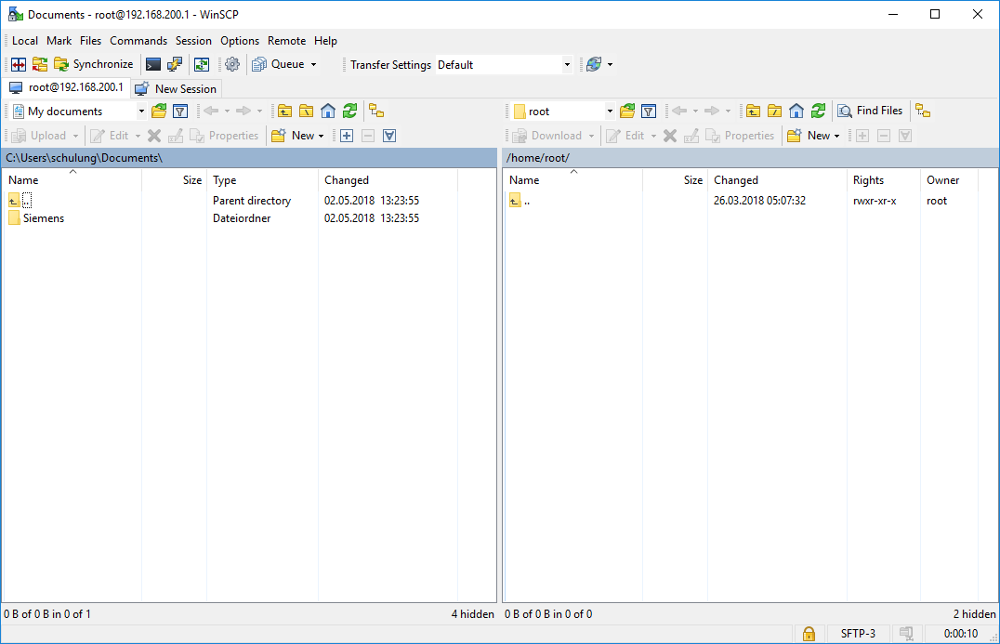 Documents - root@192.168.200.1 - WinSCP
Local Mark Files Commands Session Options Remote Help
Synchronize Queue Transfer Settings Default
root@192.168.200.1 New Session
My documents root Find Files
Upload Edit Properties New Download Edit Properties New
C:\Users\schulung\Documents\ /home/root/
Name Size Type Changed Name Size Changed Rights Owner
.. Parent directory 02.05.2018 13:23:55 .. 26.03.2018 05:07:32 rwxr-xr-x root
Siemens Dateiordner 02.05.2018 13:23:55
0 B of 0 B in 0 of 1 4 hidden 0 B of 0 B in 0 of 0 2 hidden
SFTP-3 0:00:10